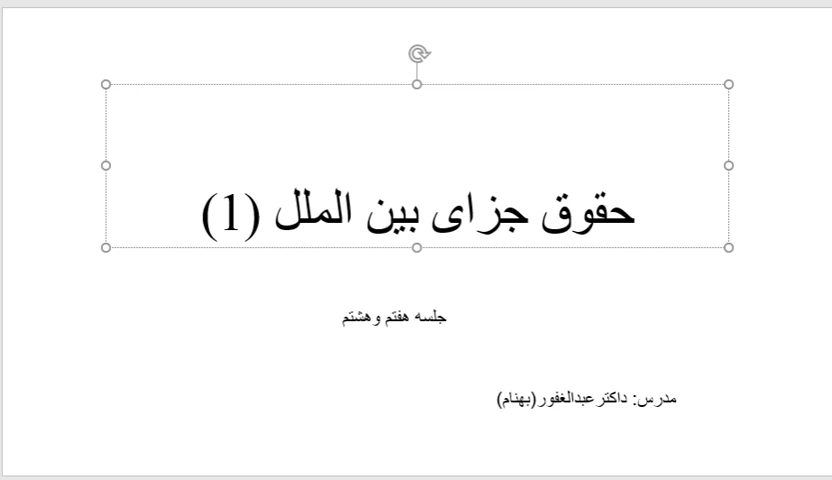 حقوق جزای بین الملل (1)
جلسه هفتم و هشتم
مدرس: داکتر عبدالغفور(بهنام)